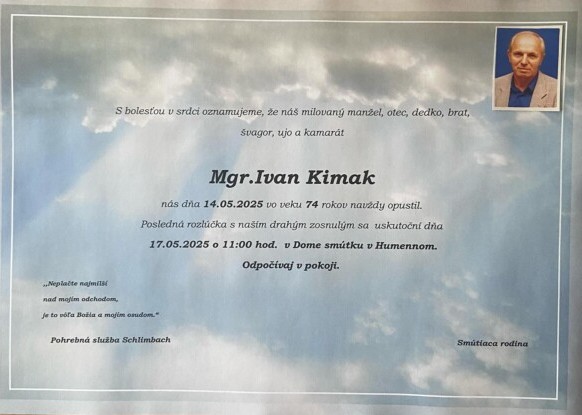 S bolesťou v srdci oznamujeme, že náš milovaný manžel, otec, dedko, brat,
švagor, ujo a kamarát
Mgr.Ivan Kimak
nás dňa 14.05.2025 vo veku 74 rokov navždy opustil.
Posledná rozlúčka s naším drahým zosnulým sa uskutoční dňa
17.05.2025 o 11:00 hod. v Dome smútku v Humennom.
Odpočívaj v pokoji.
,,Neplačte najmilší
nad mojím odchodom,
je to vôľa Božia a mojím osudom."
Pohrebná služba Schlimbach
Smútiaca rodina